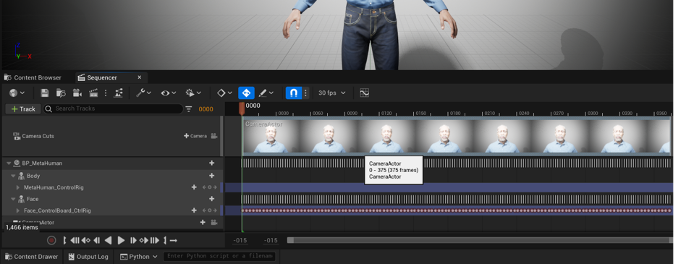 Content Browser
Sequencer
30 fps
Track
Search Tracks
0000
0000
CameraActor
Camera Cuts
Camera
CameraActor
0 - 375 (375 frames)
CameraActor
BP_MetaHuman
Body
MetaHuman_ControlRig
Face
Face_ControlBoard_CtrlRig
1,466 items
-015
-015
Content Drawer
Output Log
Python
Enter Python script or a filename